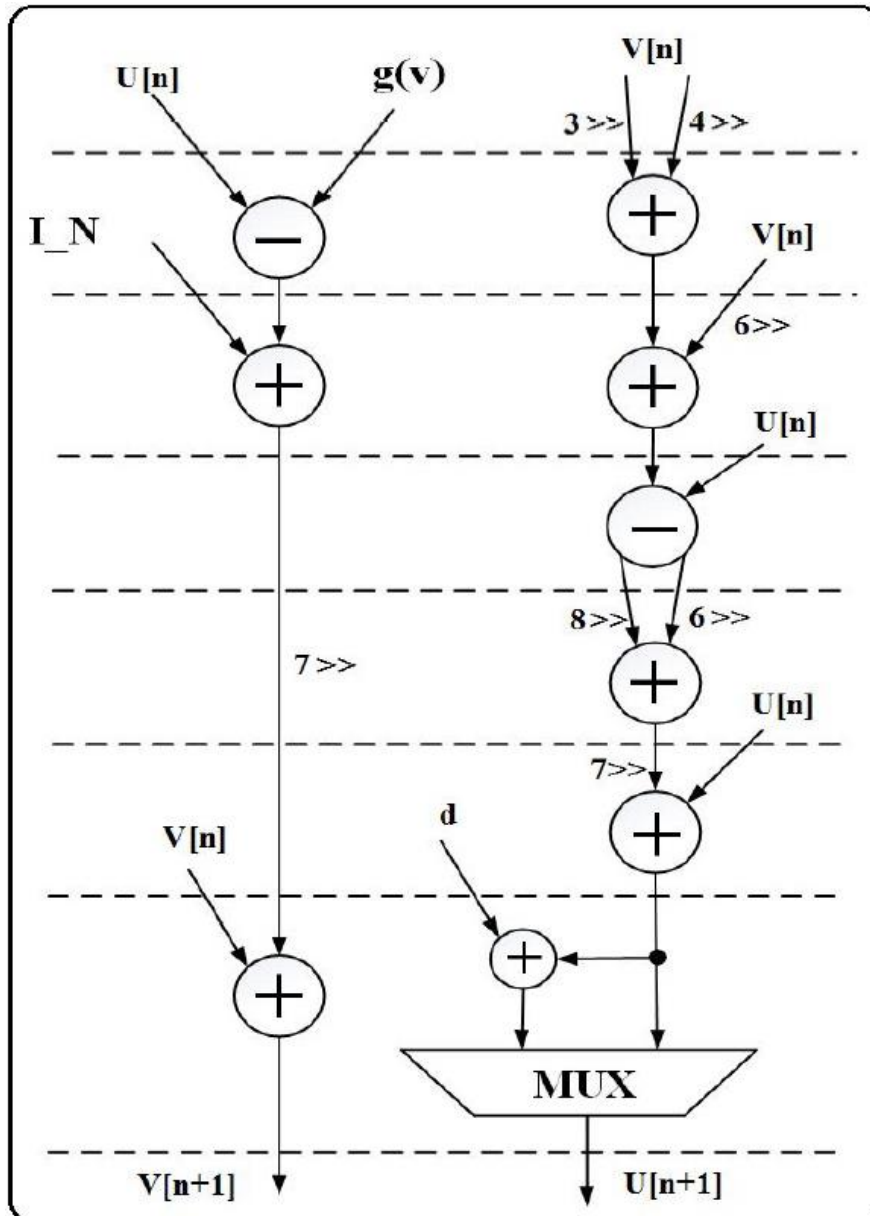 V[n]
U[n] g(v)
3 >> 4 >>
− +
I_N V[n]
6 >>
+ +
U[n]
−
8 >> 6 >>
+
7 >>
U[n]
7 >>
+
d
V[n]
+
+
MUX
V[n+1] U[n+1]